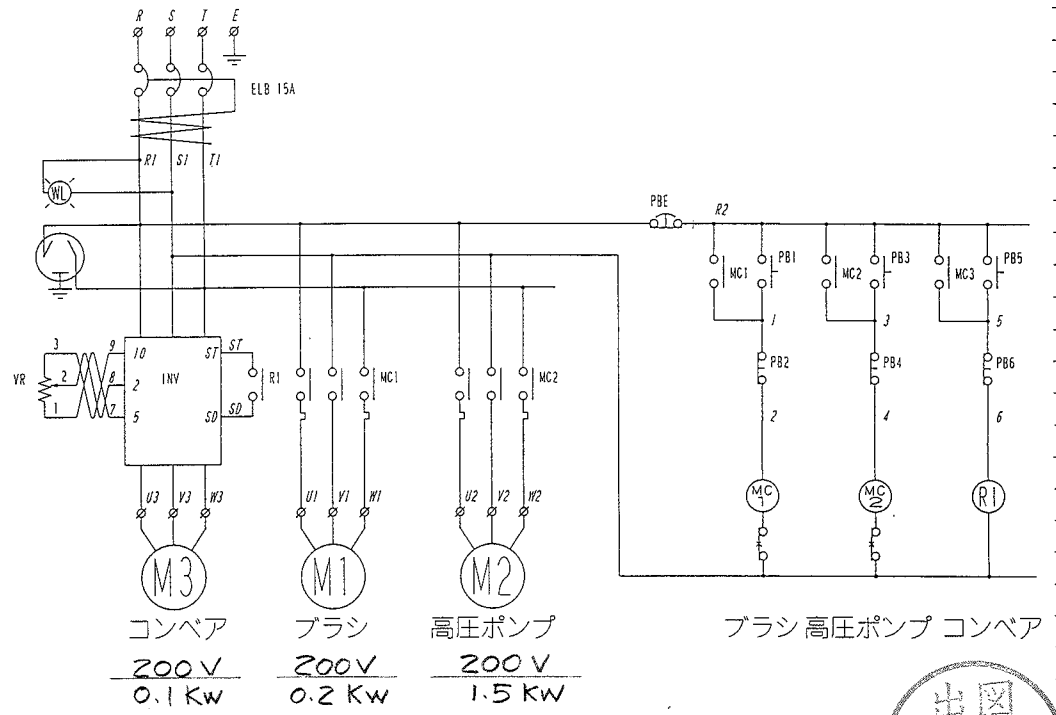 R S T E
ELB 15A
R1 S1 T1
WL
PBE R2
MC1 PB1 MC2 PB3 MC3 PB5
1 3 5
3 9 10 INV ST ST
VR 2 8 2 R1 MC1 MC2
1 7 5 SD SD
PB2 PB4 PB6
2 4 6
U3 V3 W3 U1 V1 W1 U2 V2 W2
MC1 MC2 R1
M3 M1 M2
コンベア ブラシ 高圧ポンプ ブラシ 高圧ポンプ コンベア
200V 200V 200V
0.1Kw 0.2Kw 1.5Kw
出図